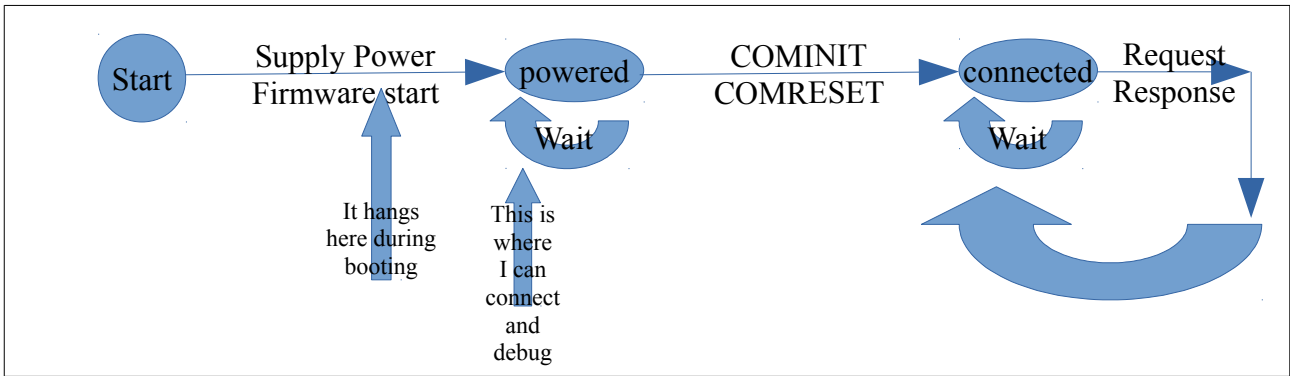 Start
Supply Power
Firmware start
powered
COMINIT
COMRESET
connected
Request
Response
Wait
Wait
It hangs
here during
booting
This is
where
I can
connect
and
debug